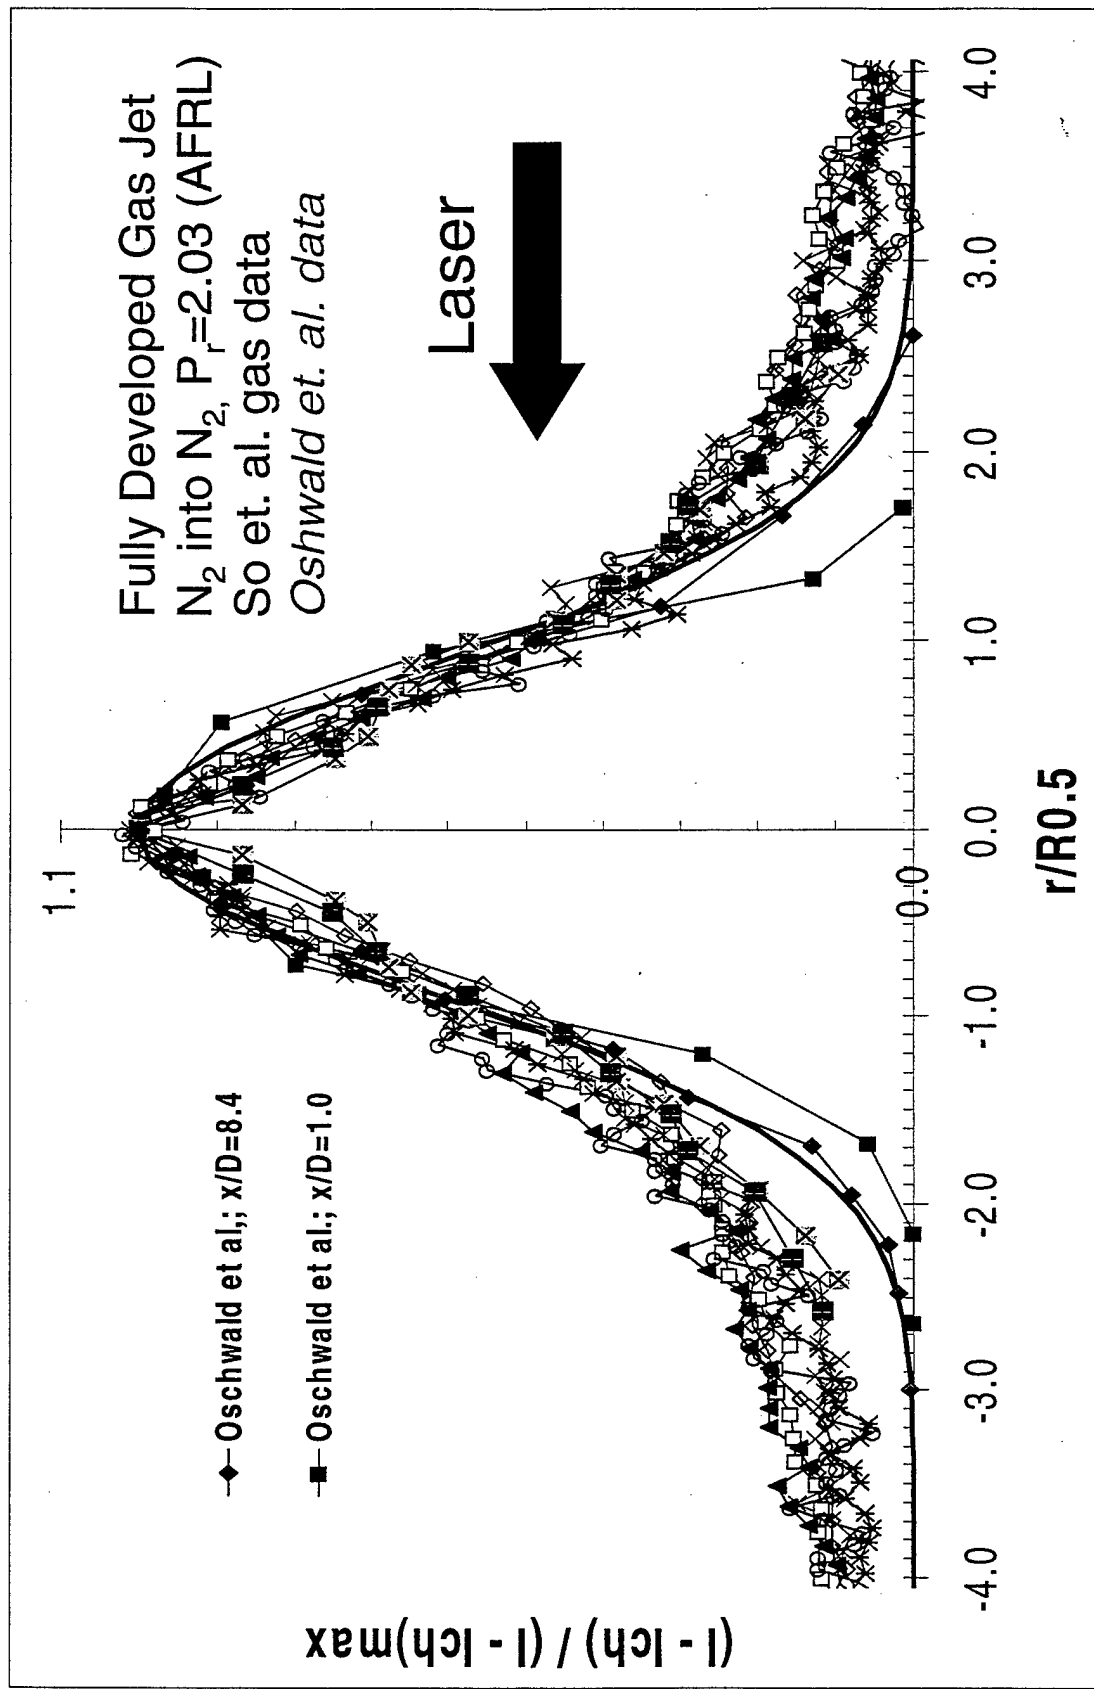 Fully Developed Gas Jet
N₂ into N₂, Pᵣ=2.03 (AFRL)
So et. al. gas data
Oshwald et. al. data
Laser
Oschwald et al,; x/D=8.4
Oschwald et al.; x/D=1.0
(I - Ich) / (I - Ich)max
1.1
0.0
-4.0 -3.0 -2.0 -1.0 0.0 1.0 2.0 3.0 4.0
r/R0.5